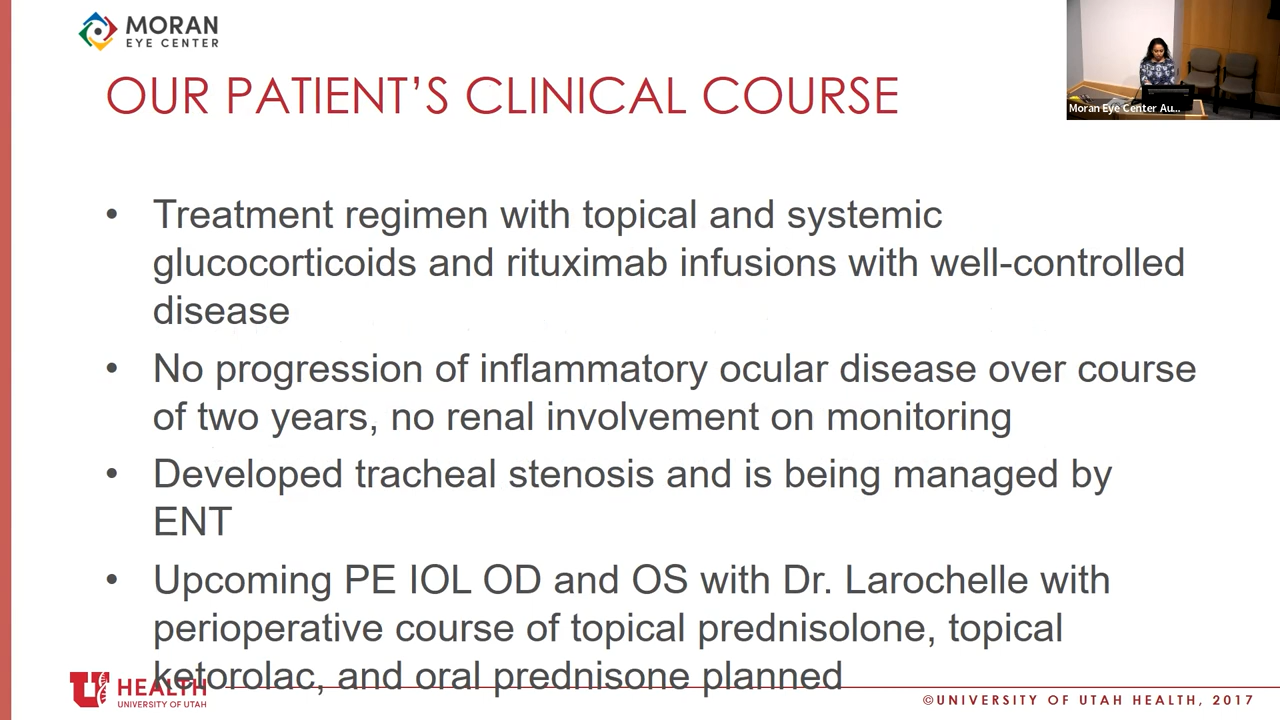 MORAN
EYE CENTER
Moran Eye Center Au...
OUR PATIENT’S CLINICAL COURSE
• Treatment regimen with topical and systemic
glucocorticoids and rituximab infusions with well-controlled
disease
• No progression of inflammatory ocular disease over course
of two years, no renal involvement on monitoring
• Developed tracheal stenosis and is being managed by
ENT
• Upcoming PE IOL OD and OS with Dr. Larochelle with
perioperative course of topical prednisolone, topical
ketorolac, and oral prednisone planned
U HEALTH
UNIVERSITY OF UTAH
©UNIVERSITY OF UTAH HEALTH, 2017